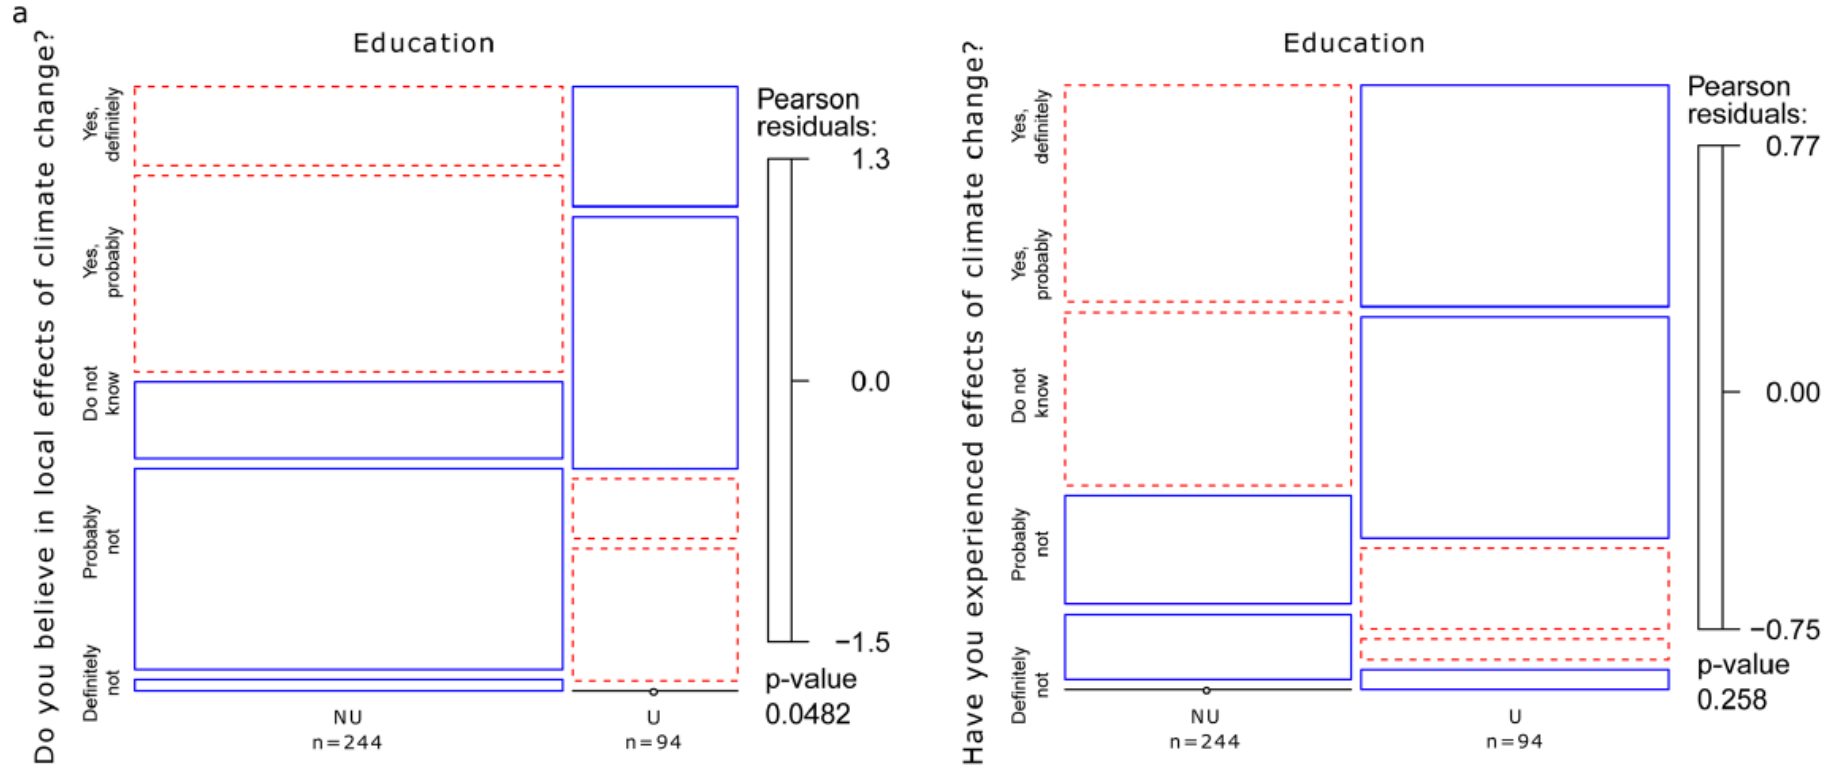 a
Do you believe in local effects of climate change?
Education
Yes,
definitely
Yes,
probably
Do not
know
Probably
not
Definitely
not
NU
n=244
U
n=94
Pearson
residuals:
1.3
0.0
−1.5
p-value
0.0482
Have you experienced effects of climate change?
Education
Yes,
definitely
Yes,
probably
Do not
know
Probably
not
Definitely
not
NU
n=244
U
n=94
Pearson
residuals:
0.77
0.00
−0.75
p-value
0.258